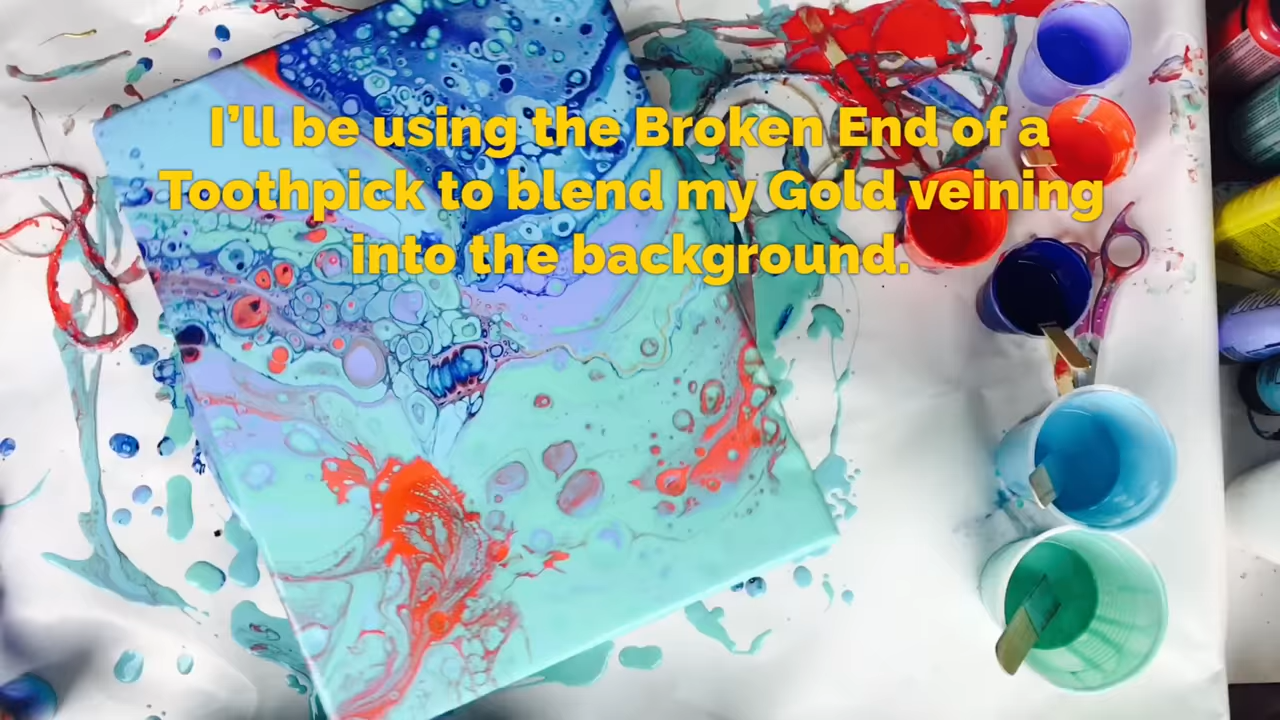 I’ll be using the Broken End of a
Toothpick to blend my Gold veining
into the background.